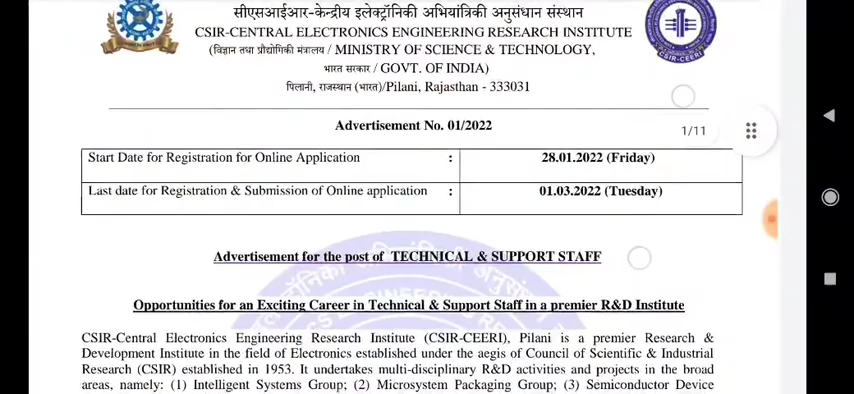 सीएसआईआर-केन्द्रीय इलेक्ट्रॉनिकी अभियांत्रिकी अनुसंधान संस्थान
CSIR-CENTRAL ELECTRONICS ENGINEERING RESEARCH INSTITUTE
(विज्ञान तथा प्रौद्योगिकी मंत्रालय / MINISTRY OF SCIENCE & TECHNOLOGY,
भारत सरकार / GOVT. OF INDIA)
पिलानी, राजस्थान (भारत)/Pilani, Rajasthan - 333031
CSIR-CEERI
Advertisement No. 01/2022
1/11
Start Date for Registration for Online Application : 28.01.2022 (Friday)
Last date for Registration & Submission of Online application : 01.03.2022 (Tuesday)
Advertisement for the post of TECHNICAL & SUPPORT STAFF
Opportunities for an Exciting Career in Technical & Support Staff in a premier R&D Institute
CSIR-Central Electronics Engineering Research Institute (CSIR-CEERI), Pilani is a premier Research &
Development Institute in the field of Electronics established under the aegis of Council of Scientific & Industrial
Research (CSIR) established in 1953. It undertakes multi-disciplinary R&D activities and projects in the broad
areas, namely: (1) Intelligent Systems Group; (2) Microsystem Packaging Group; (3) Semiconductor Device